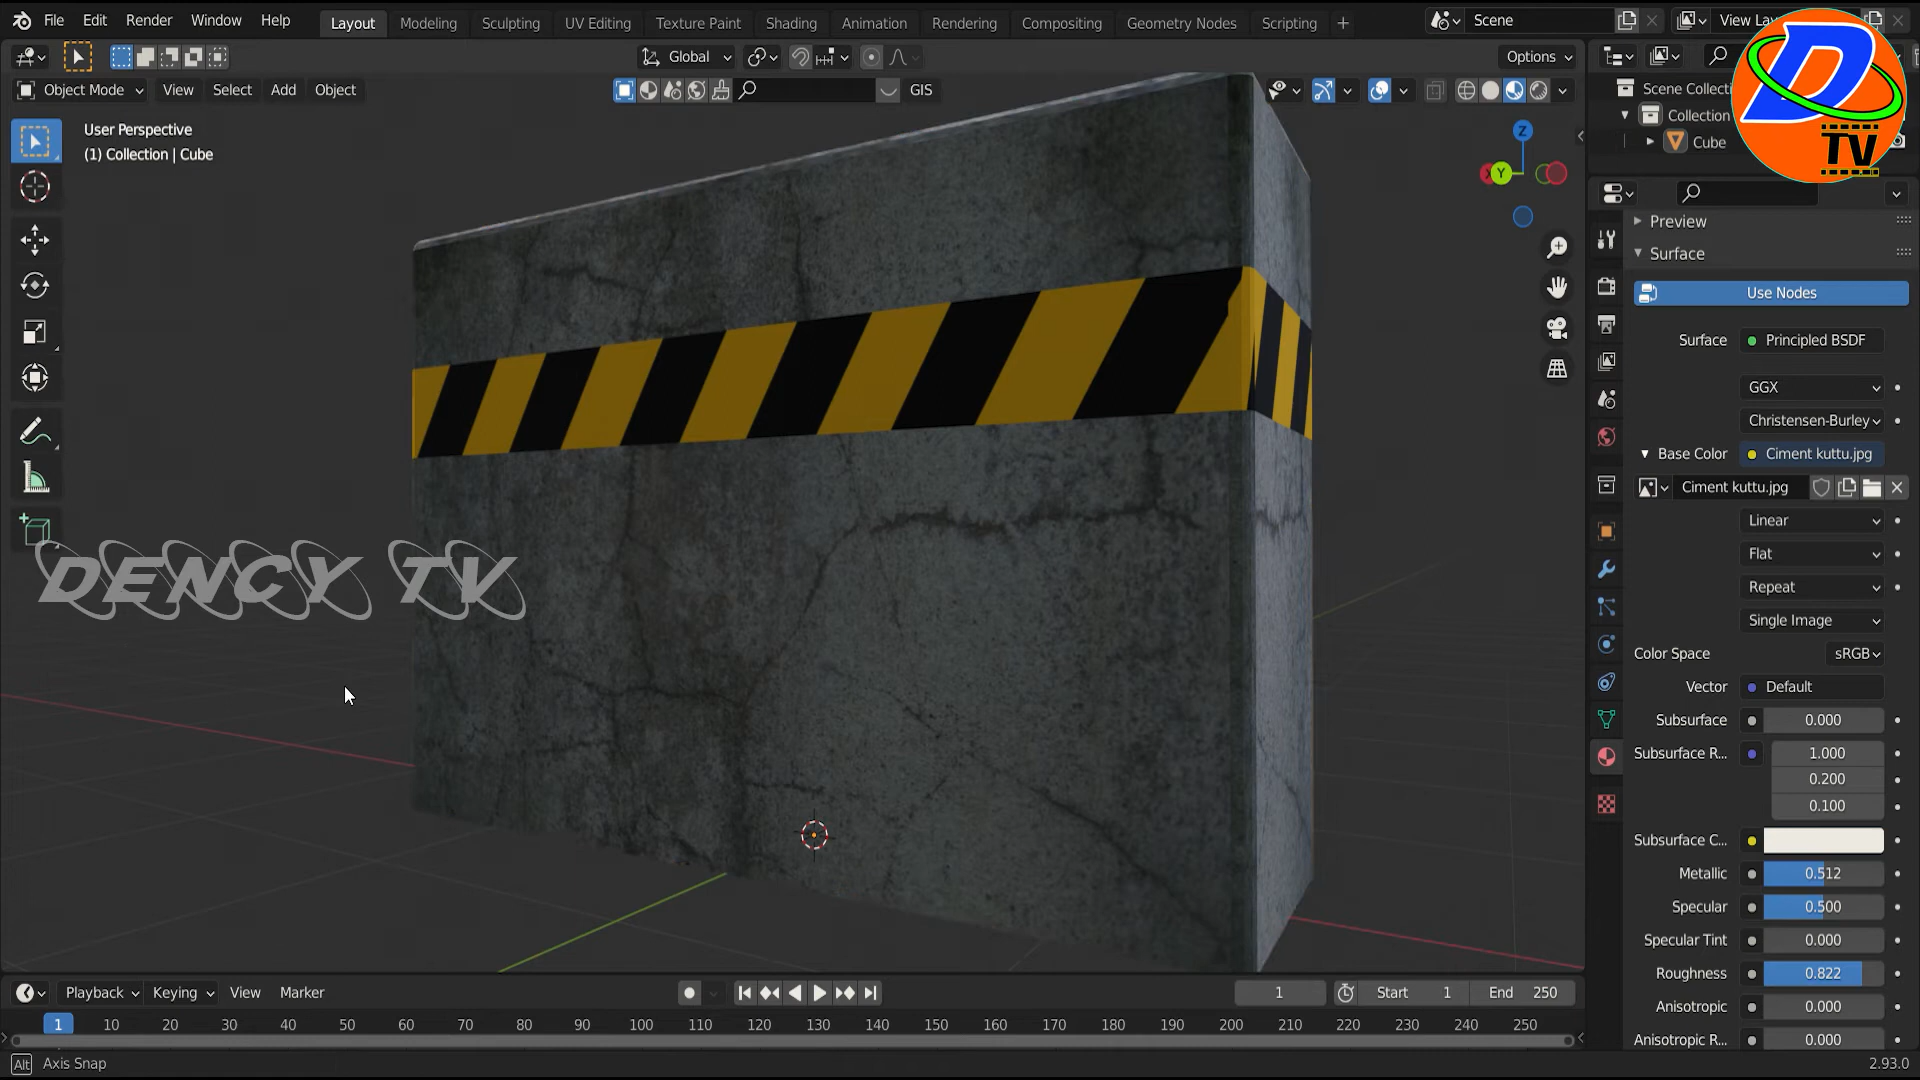 File Edit Render Window Help Layout Modeling Sculpting UV Editing Texture Paint Shading Animation Rendering Compositing Geometry Nodes Scripting + Scene View La
Global Options
Object Mode View Select Add Object GIS
Scene Collecti
Collection
Cube
D
TV
User Perspective
(1) Collection | Cube
Z
Y
Preview
Surface
Use Nodes
Surface Principled BSDF
GGX
Christensen-Burley
Base Color Ciment kuttu.jpg
Ciment kuttu.jpg
Linear
Flat
Repeat
Single Image
Color Space sRGB
Vector Default
Subsurface 0.000
Subsurface R... 1.000
0.200
0.100
Subsurface C...
Metallic 0.512
Specular 0.500
Specular Tint 0.000
Roughness 0.822
Anisotropic 0.000
Anisotropic R... 0.000
DENCY TV
Playback Keying View Marker 1 Start 1 End 250
1 10 20 30 40 50 60 70 80 90 100 110 120 130 140 150 160 170 180 190 200 210 220 230 240 250
Alt Axis Snap 2.93.0